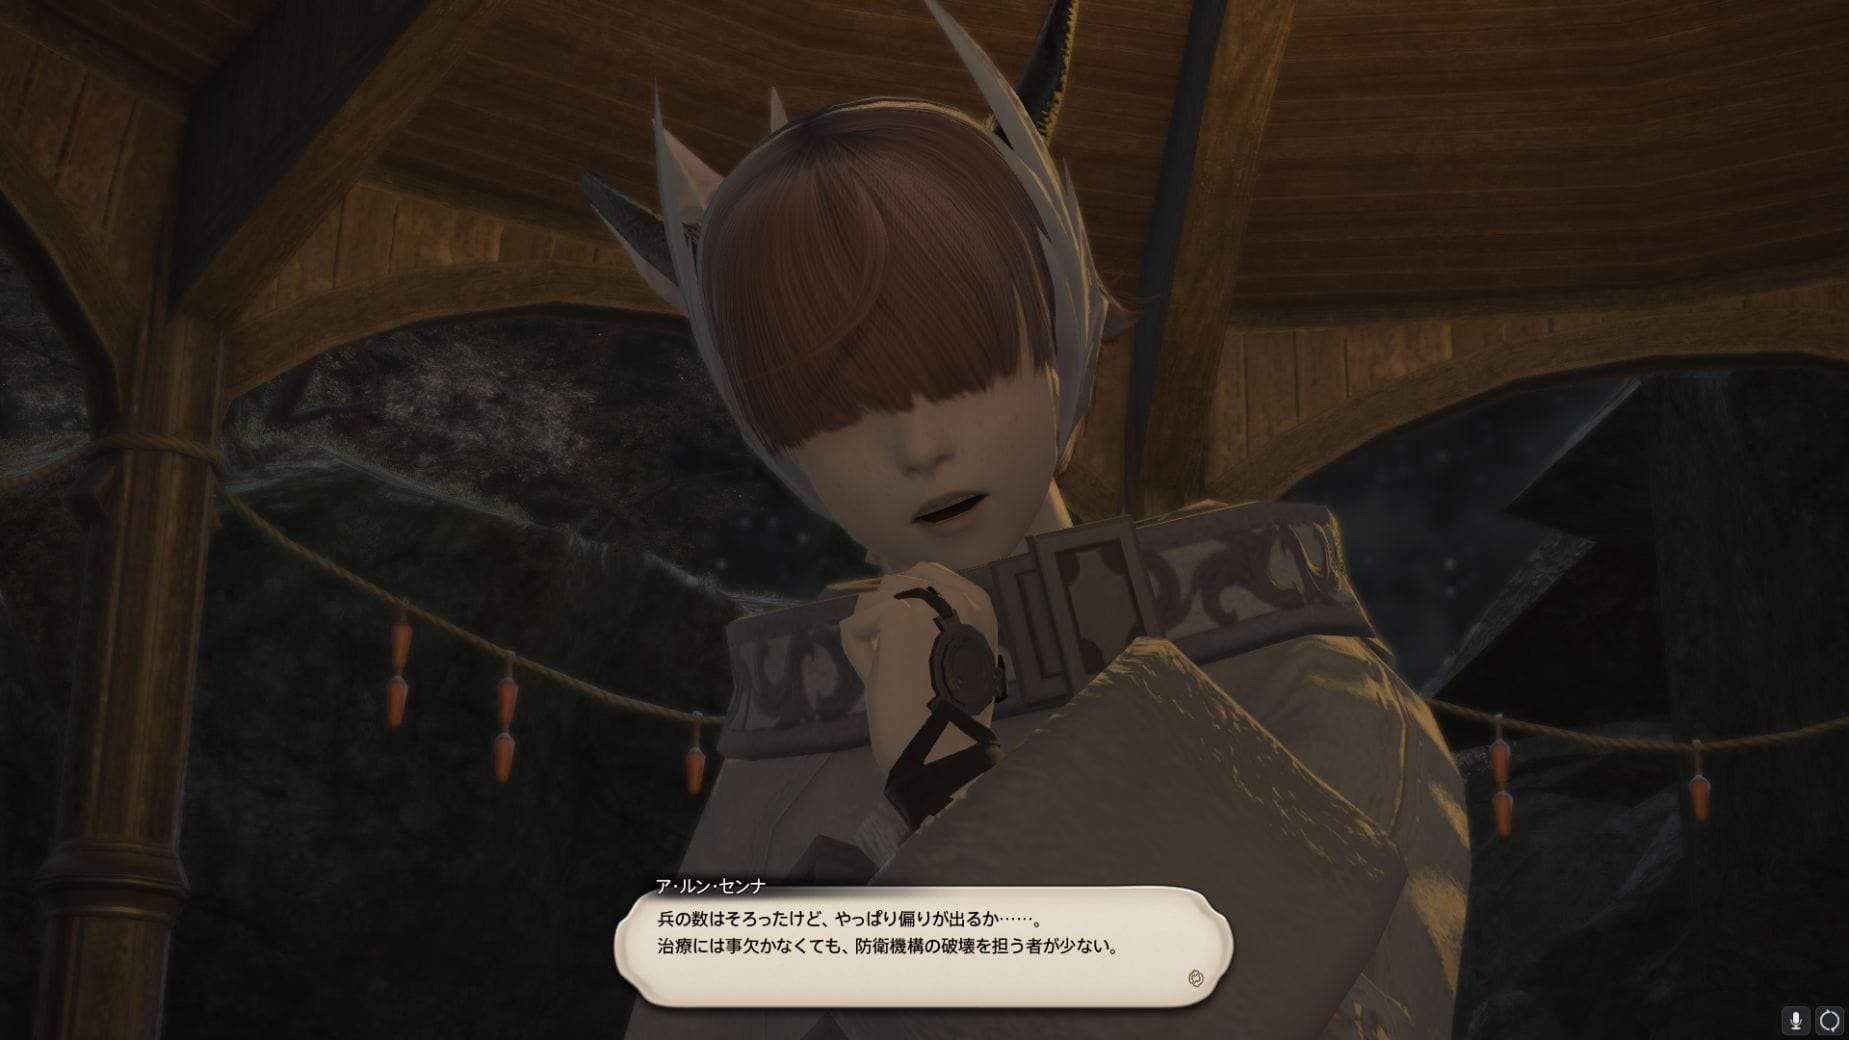 ア・ルン・センナ
兵の数はそろったけど、やっぱり偏りが出るか……。
治療には事欠かなくても、防衛機構の破壊を担う者が少ない。